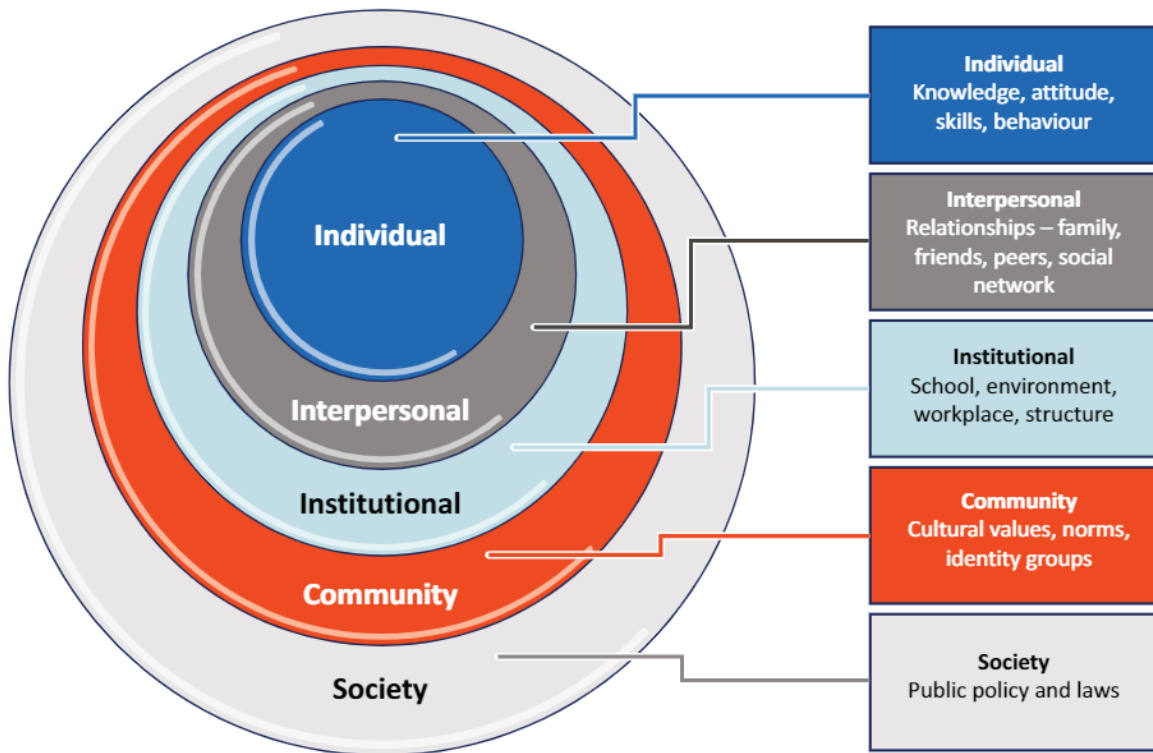 Individual
Interpersonal
Institutional
Community
Society
Individual
Knowledge, attitude,
skills, behaviour
Interpersonal
Relationships – family,
friends, peers, social
network
Institutional
School, environment,
workplace, structure
Community
Cultural values, norms,
identity groups
Society
Public policy and laws